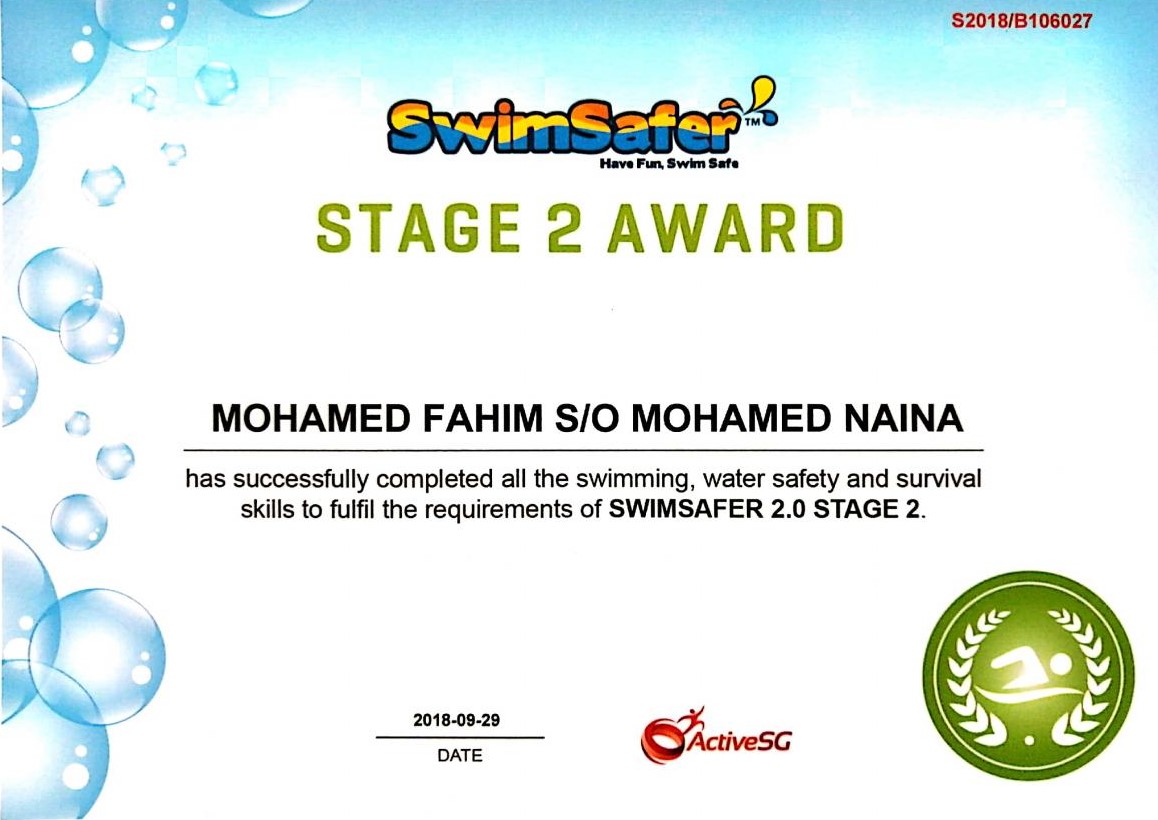 S2018/B106027
SwimSafer™
Have Fun, Swim Safe
STAGE 2 AWARD
MOHAMED FAHIM S/O MOHAMED NAINA
has successfully completed all the swimming, water safety and survival
skills to fulfil the requirements of SWIMSAFER 2.0 STAGE 2.
2018-09-29
DATE
ActiveSG